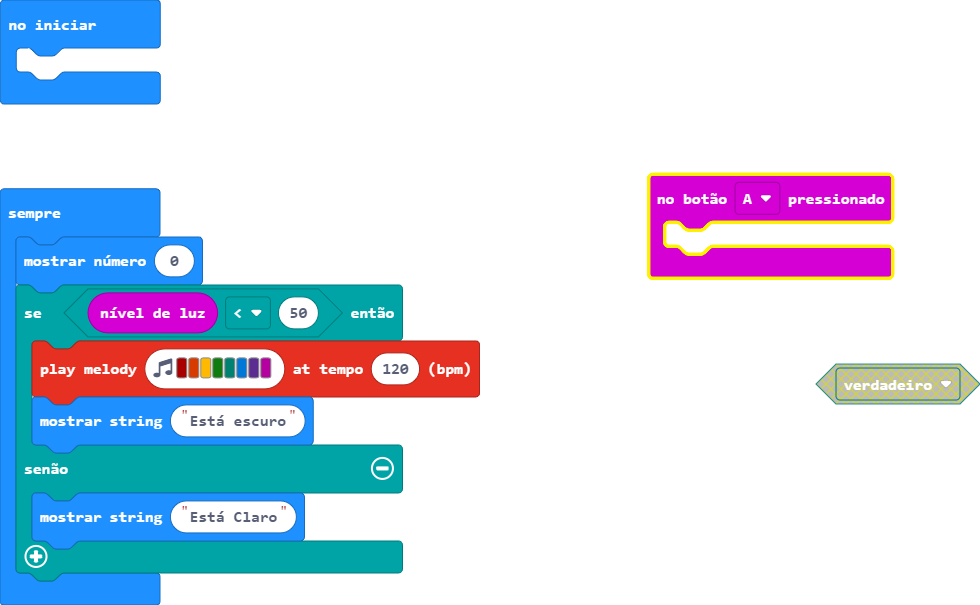 no iniciar
no botão A pressionado
sempre
mostrar número 0
se nível de luz < 50 então
play melody at tempo 120 (bpm)
verdadeiro
mostrar string "Está escuro"
senão
mostrar string "Está Claro"